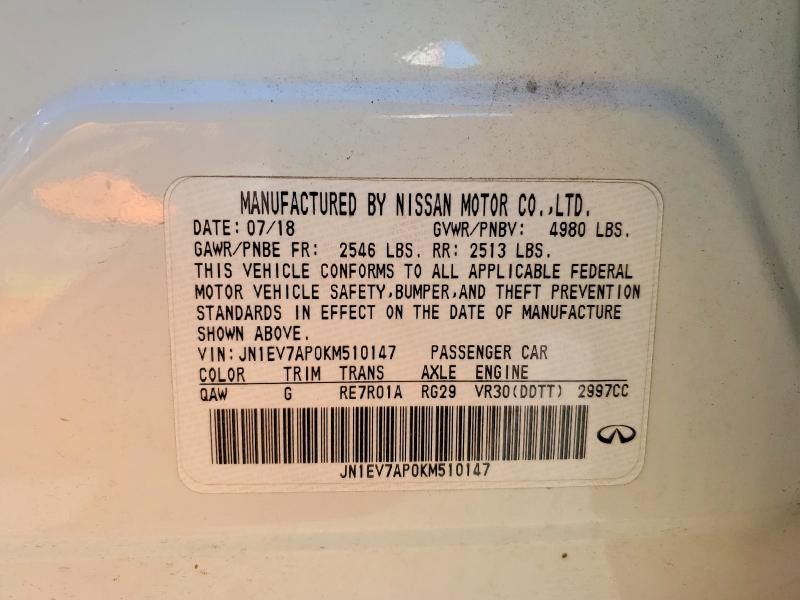 MANUFACTURED BY NISSAN MOTOR CO.,LTD.
DATE: 07/18 GVWR/PNBV: 4980 LBS.
GAWR/PNBE FR: 2546 LBS. RR: 2513 LBS.
THIS VEHICLE CONFORMS TO ALL APPLICABLE FEDERAL
MOTOR VEHICLE SAFETY,BUMPER,AND THEFT PREVENTION
STANDARDS IN EFFECT ON THE DATE OF MANUFACTURE
SHOWN ABOVE.
VIN:JN1EV7AP0KM510147 PASSENGER CAR
COLOR TRIM TRANS AXLE ENGINE
QAW G RE7R01A RG29 VR30(DDTT) 2997CC
JN1EV7AP0KM510147